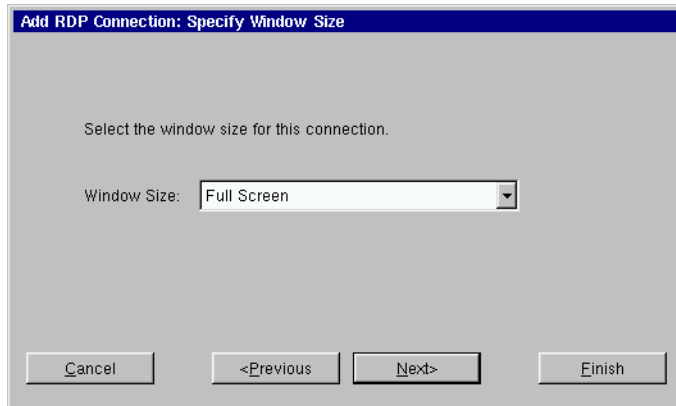 Add RDP Connection: Specify Window Size
Select the window size for this connection.
Window Size: Full Screen
Cancel <Previous Next> Finish